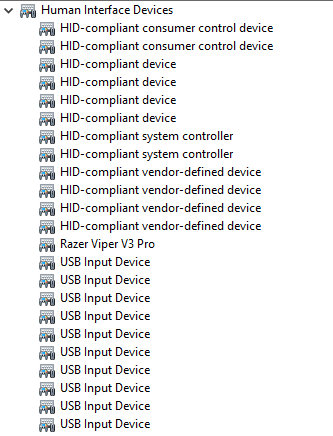 Human Interface Devices
HID-compliant consumer control device
HID-compliant consumer control device
HID-compliant device
HID-compliant device
HID-compliant device
HID-compliant device
HID-compliant system controller
HID-compliant system controller
HID-compliant vendor-defined device
HID-compliant vendor-defined device
HID-compliant vendor-defined device
HID-compliant vendor-defined device
Razer Viper V3 Pro
USB Input Device
USB Input Device
USB Input Device
USB Input Device
USB Input Device
USB Input Device
USB Input Device
USB Input Device
USB Input Device
USB Input Device